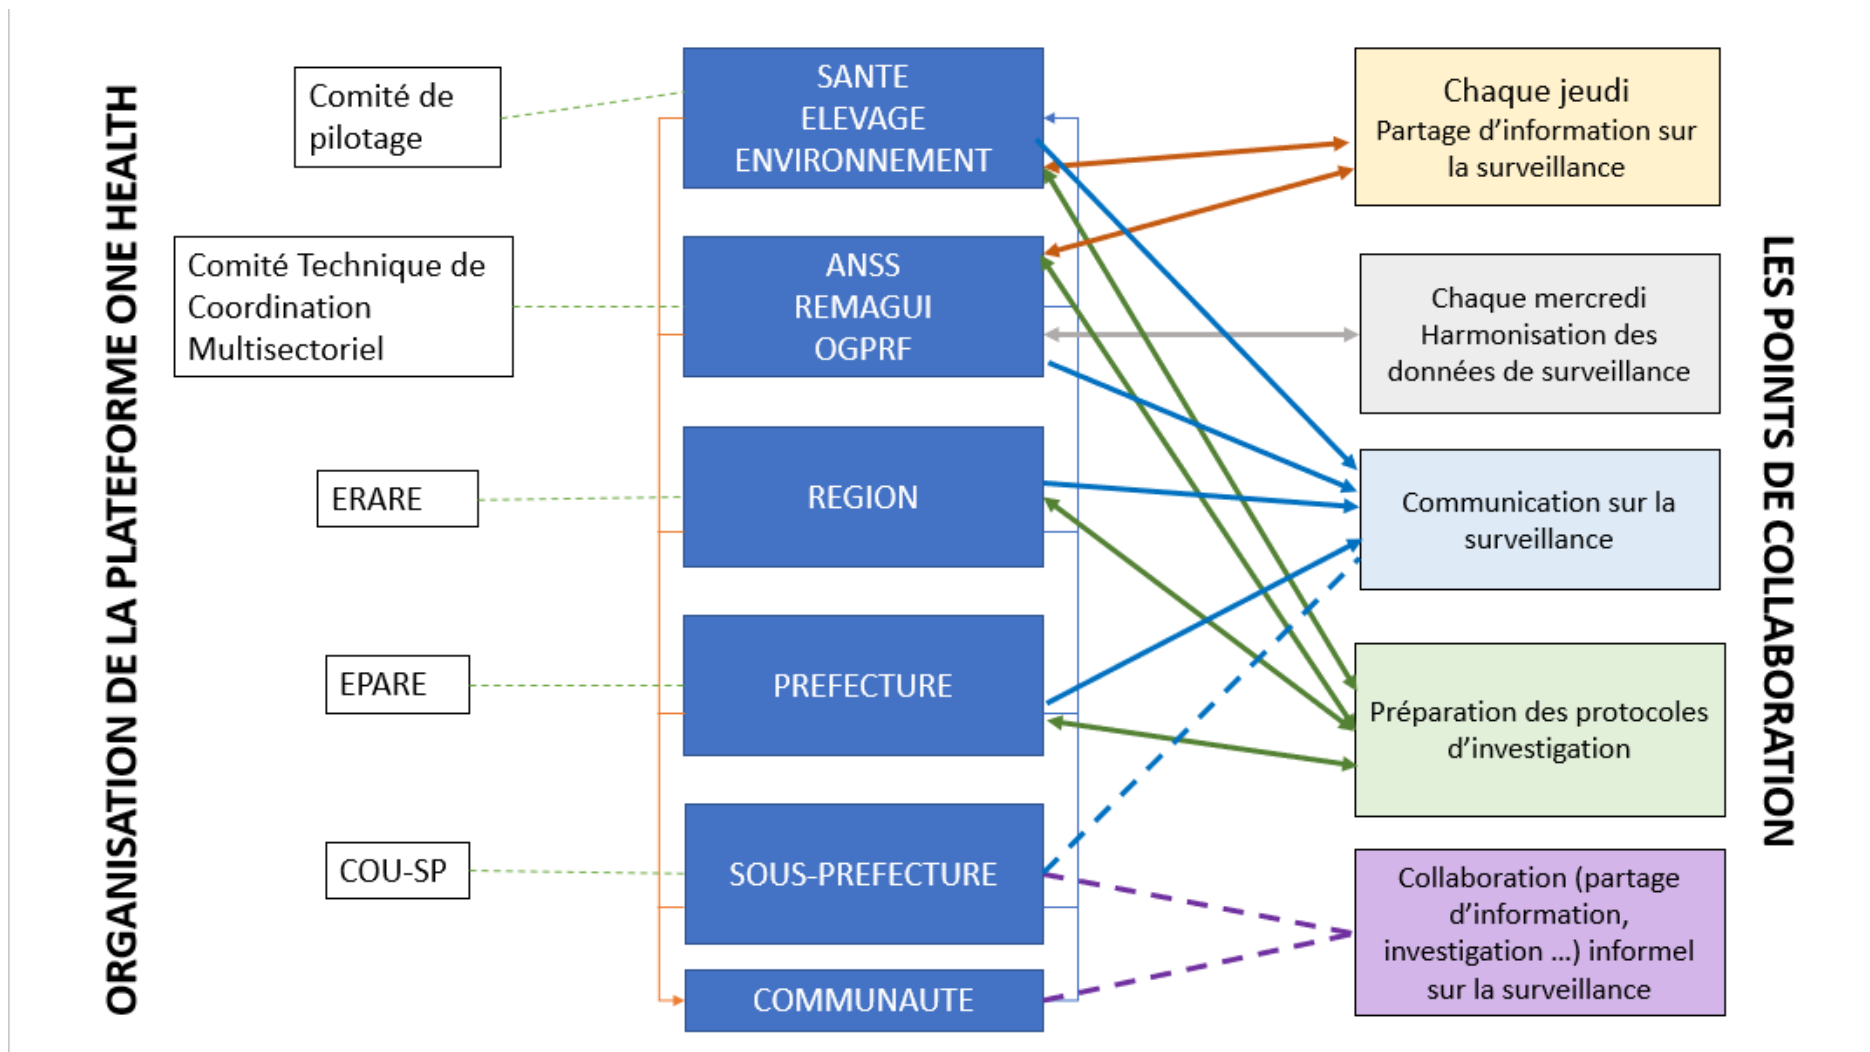 ORGANISATION DE LA PLATEFORME ONE HEALTH
Comité de
pilotage
Comité Technique de
Coordination
Multisectoriel
ERARE
EPARE
COU-SP
SANTE
ELEVAGE
ENVIRONNEMENT
ANSS
REMAGUI
OGPRF
REGION
PREFECTURE
SOUS-PREFECTURE
COMMUNAUTE
Chaque jeudi
Partage d’information sur
la surveillance
Chaque mercredi
Harmonisation des
données de surveillance
Communication sur la
surveillance
Préparation des protocoles
d’investigation
Collaboration (partage
d’information,
investigation …) informel
sur la surveillance
LES POINTS DE COLLABORATION